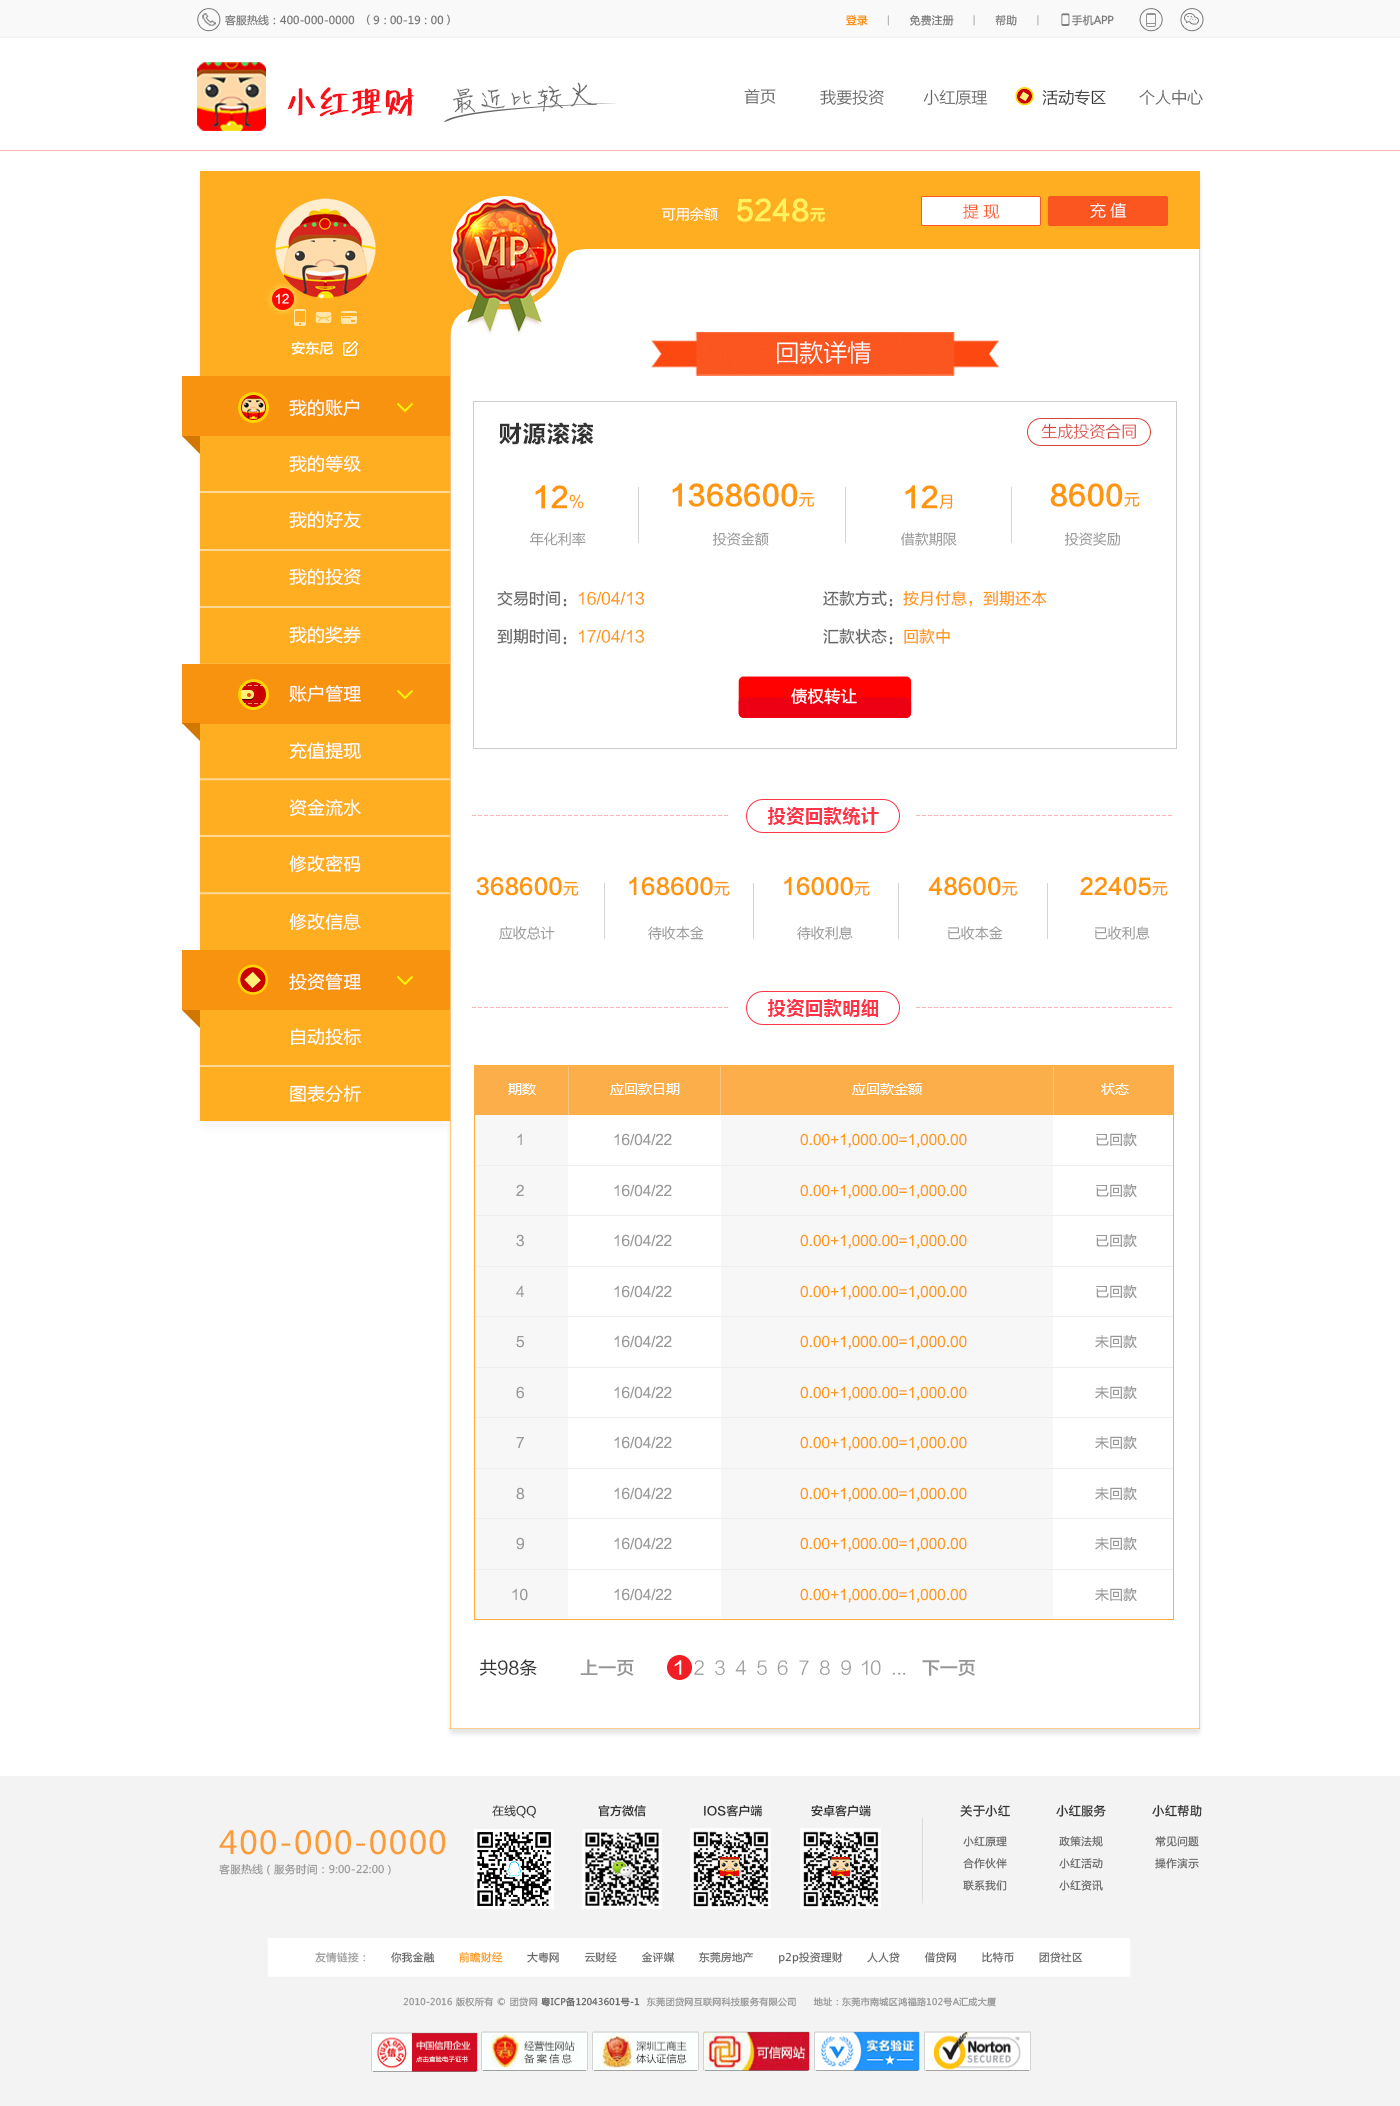 客服热线：400-000-0000 （9：00-19：00）
登录 | 免费注册 | 帮助 | 手机APP
小红理财 最近比较火
首页 我要投资 小红原理 活动专区 个人中心
VIP
可用余额 5248元
提 现 充 值
12
安东尼
我的账户
我的等级
我的好友
我的投资
我的奖券
账户管理
充值提现
资金流水
修改密码
修改信息
投资管理
自动投标
图表分析
回款详情
财源滚滚 生成投资合同
12% 1368600元 12月 8600元
年化利率 投资金额 借款期限 投资奖励
交易时间：16/04/13 还款方式：按月付息，到期还本
到期时间：17/04/13 汇款状态：回款中
债权转让
投资回款统计
368600元 168600元 16000元 48600元 22405元
应收总计 待收本金 待收利息 已收本金 已收利息
投资回款明细
期数 应回款日期 应回款金额 状态
1 16/04/22 0.00+1,000.00=1,000.00 已回款
2 16/04/22 0.00+1,000.00=1,000.00 已回款
3 16/04/22 0.00+1,000.00=1,000.00 已回款
4 16/04/22 0.00+1,000.00=1,000.00 已回款
5 16/04/22 0.00+1,000.00=1,000.00 未回款
6 16/04/22 0.00+1,000.00=1,000.00 未回款
7 16/04/22 0.00+1,000.00=1,000.00 未回款
8 16/04/22 0.00+1,000.00=1,000.00 未回款
9 16/04/22 0.00+1,000.00=1,000.00 未回款
10 16/04/22 0.00+1,000.00=1,000.00 未回款
共98条 上一页 1 2 3 4 5 6 7 8 9 10 ... 下一页
400-000-0000
客服热线（服务时间：9:00-22:00）
在线QQ 官方微信 IOS客户端 安卓客户端
关于小红 小红服务 小红帮助
小红原理 政策法规 常见问题
合作伙伴 小红活动 操作演示
联系我们 小红资讯
友情链接： 你我金融 前瞻财经 大粤网 云财经 金评媒 东莞房地产 p2p投资理财 人人贷 借贷网 比特币 团贷社区
2010-2016 版权所有 © 团贷网 粤ICP备12043601号-1 东莞团贷网互联网科技服务有限公司 地址：东莞市南城区鸿福路102号A汇成大厦
信 中国信用企业
点击查验电子证书
经营性网站
备案信息
深圳工商主
体认证信息
可信网站
实名验证
Norton
SECURED